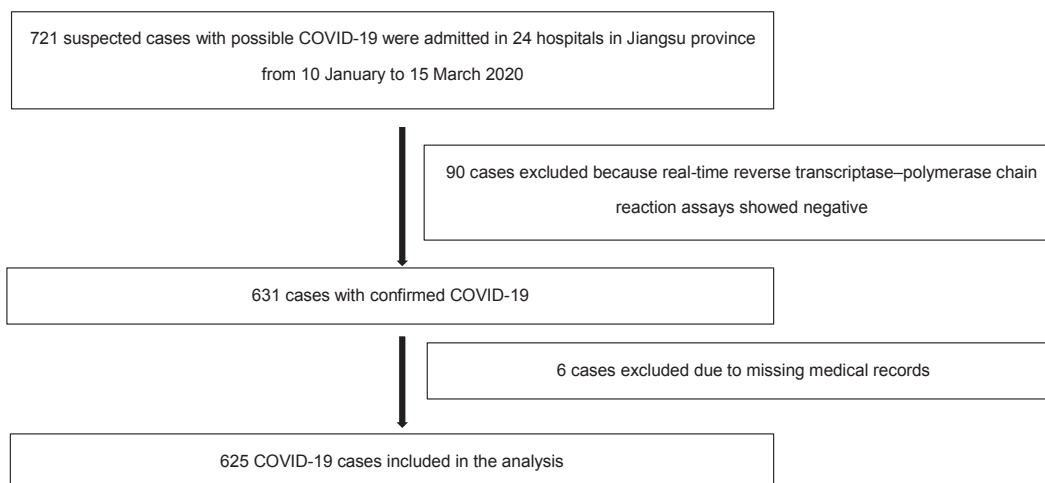 721 suspected cases with possible COVID-19 were admitted in 24 hospitals in Jiangsu province
from 10 January to 15 March 2020
90 cases excluded because real-time reverse transcriptase–polymerase chain
reaction assays showed negative
631 cases with confirmed COVID-19
6 cases excluded due to missing medical records
625 COVID-19 cases included in the analysis